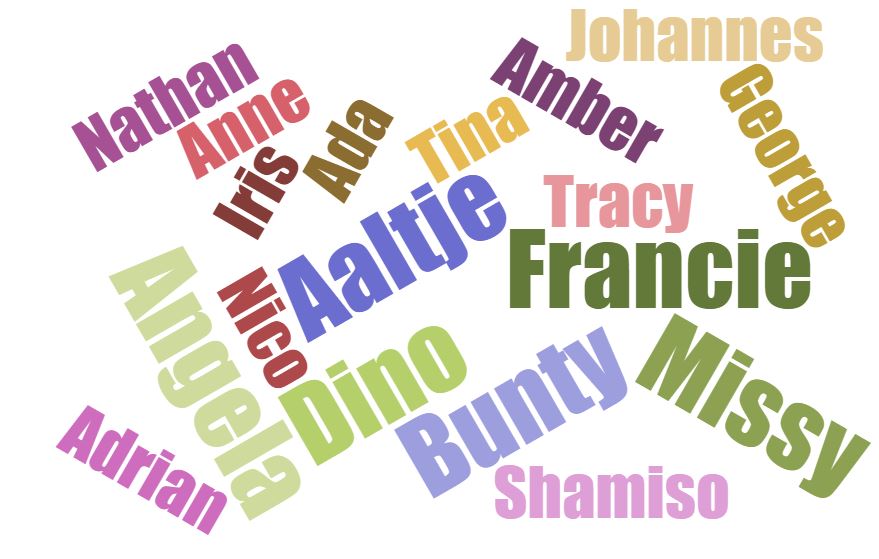 Johannes
Nathan
Anne
Amber
George
Ada
Tina
Iris
Tracy
Aaltje
Francie
Angela
Nico
Dino
Bunty
Missy
Adrian
Shamiso